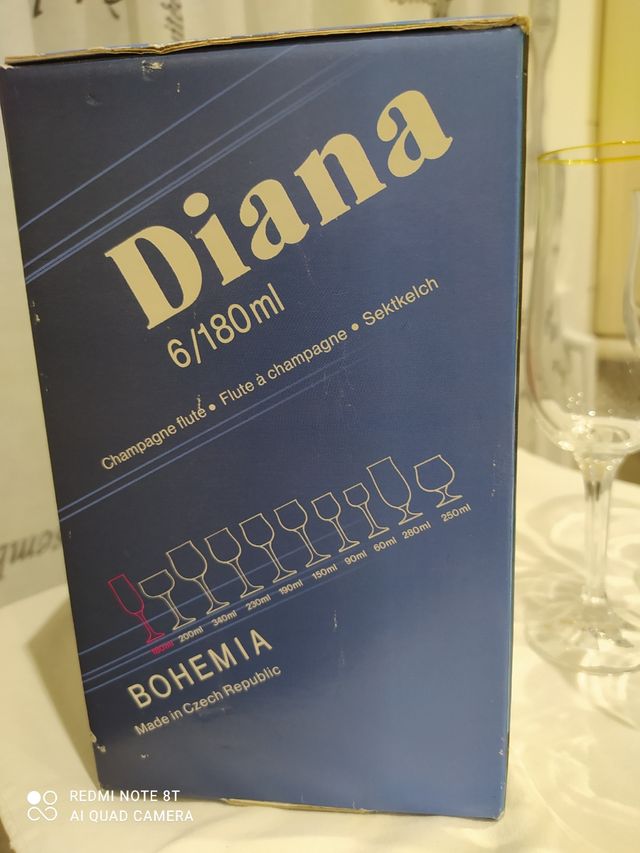 Diana
6/180ml
Champagne flute • Flute à champagne • Sektkelch
180ml 200ml 340ml 230ml 190ml 150ml 90ml 60ml 280ml 250ml
BOHEMIA
Made in Czech Republic
REDMI NOTE 8T
AI QUAD CAMERA